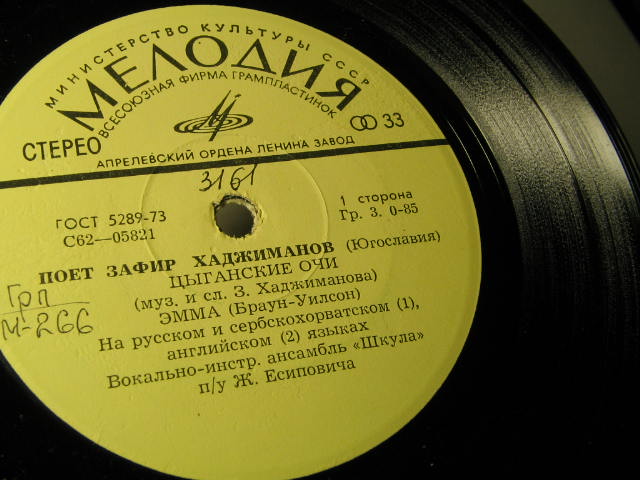 МИНИСТЕРСТВО КУЛЬТУРЫ СССР
МЕЛОДИЯ
ВСЕСОЮЗНАЯ ФИРМА ГРАМПЛАСТИНОК
СТЕРЕО
33
АПРЕЛЕВСКИЙ ОРДЕНА ЛЕНИНА ЗАВОД
3161
ГОСТ 5289-73
С62—05821
1 сторона
Гр. 3. 0-85
ПОЕТ ЗАФИР ХАДЖИМАНОВ (Югославия)
ЦЫГАНСКИЕ ОЧИ
(муз. и сл. З. Хаджиманова)
ЭММА (Браун-Уилсон)
На русском и сербскохорватском (1),
английском (2) языках
Вокально-инстр. ансамбль «Шкула»
п/у Ж. Есиповича
Грп
М-266